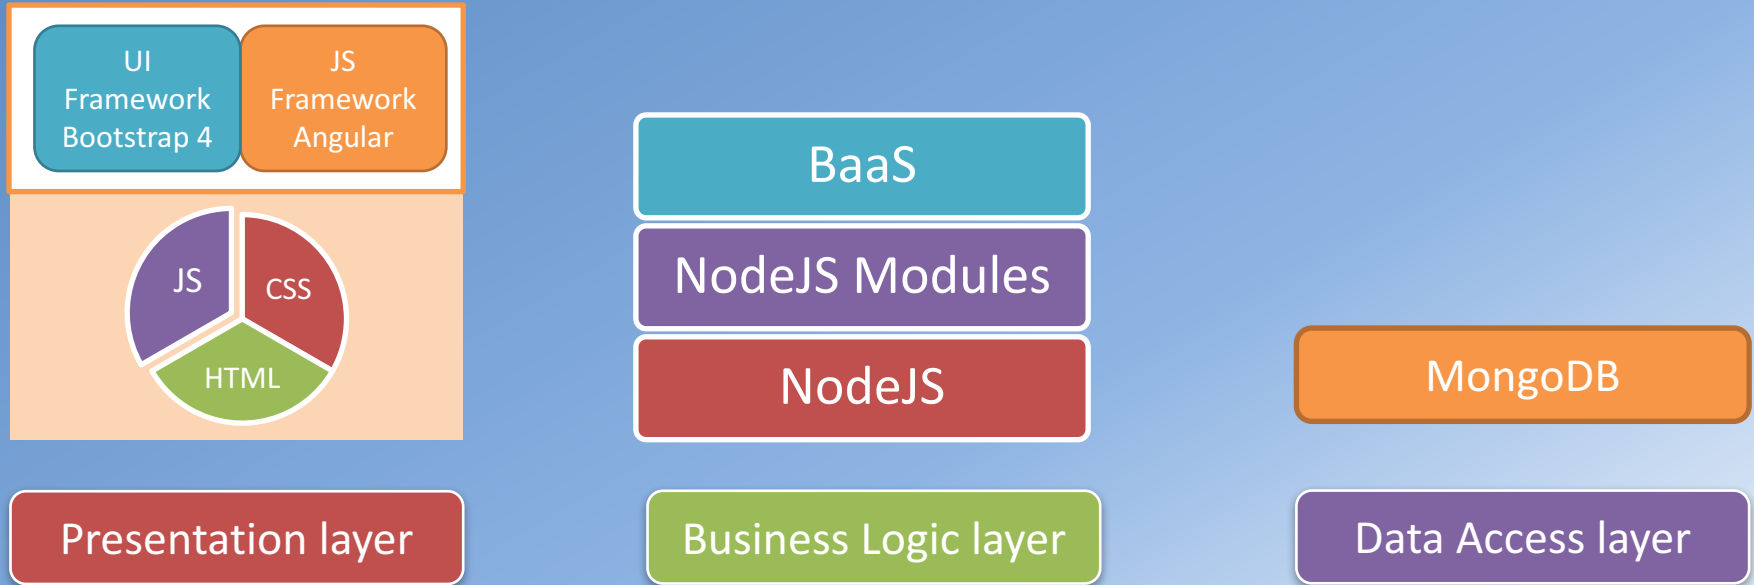 UI
Framework
Bootstrap 4
JS
Framework
Angular
JS
CSS
HTML
Presentation layer
BaaS
NodeJS Modules
NodeJS
Business Logic layer
MongoDB
Data Access layer